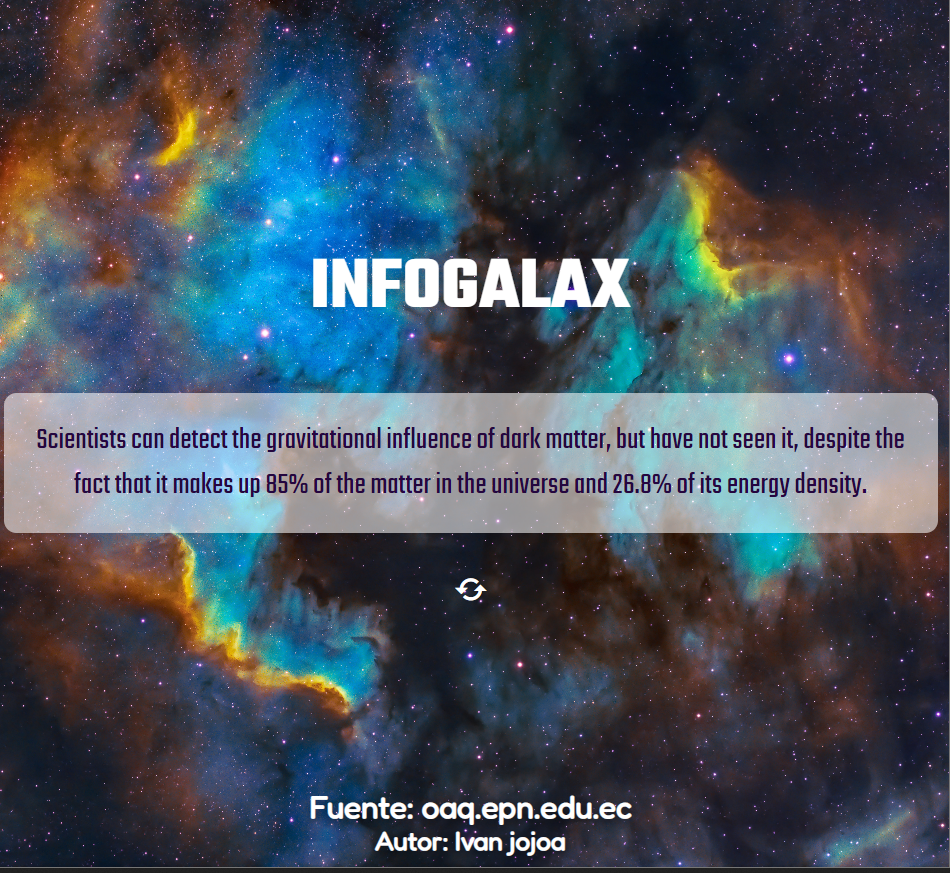 INFOGALAX
Scientists can detect the gravitational influence of dark matter, but have not seen it, despite the
fact that it makes up 85% of the matter in the universe and 26.8% of its energy density.
Fuente: oaq.epn.edu.ec
Autor: Ivan jojoa